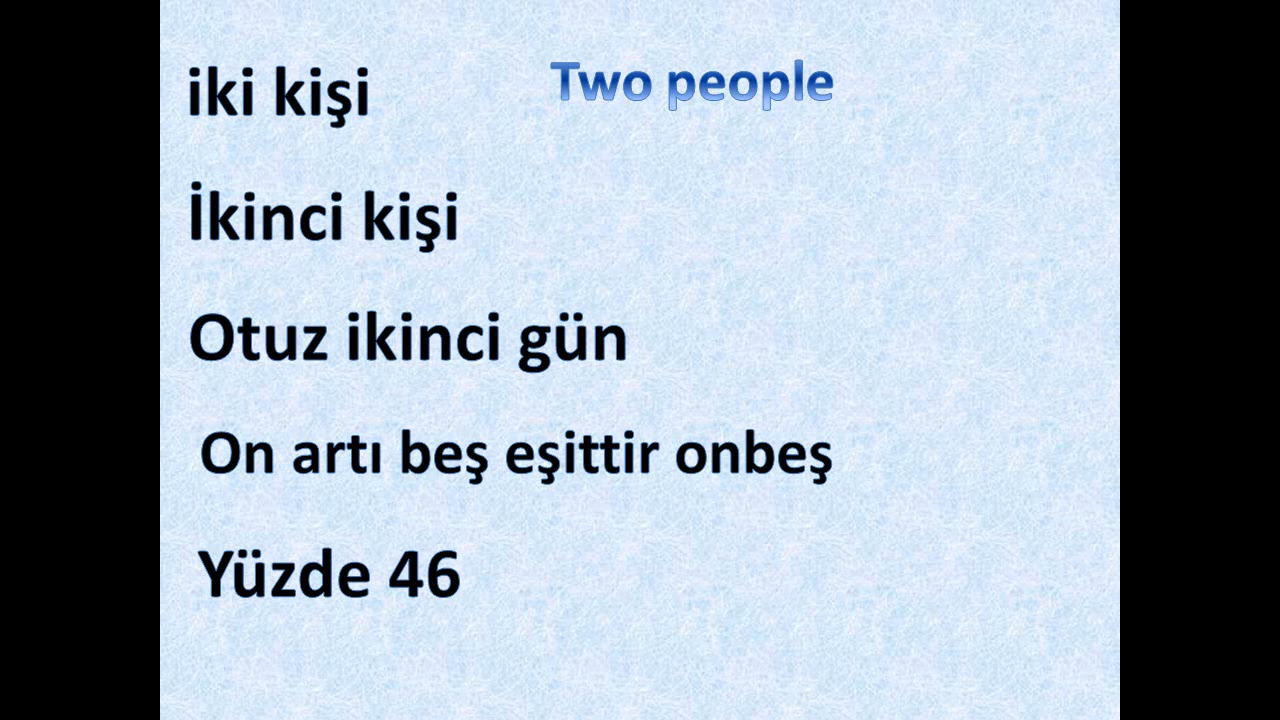 iki kişi
Two people
İkinci kişi
Otuz ikinci gün
On artı beş eşittir onbeş
Yüzde 46